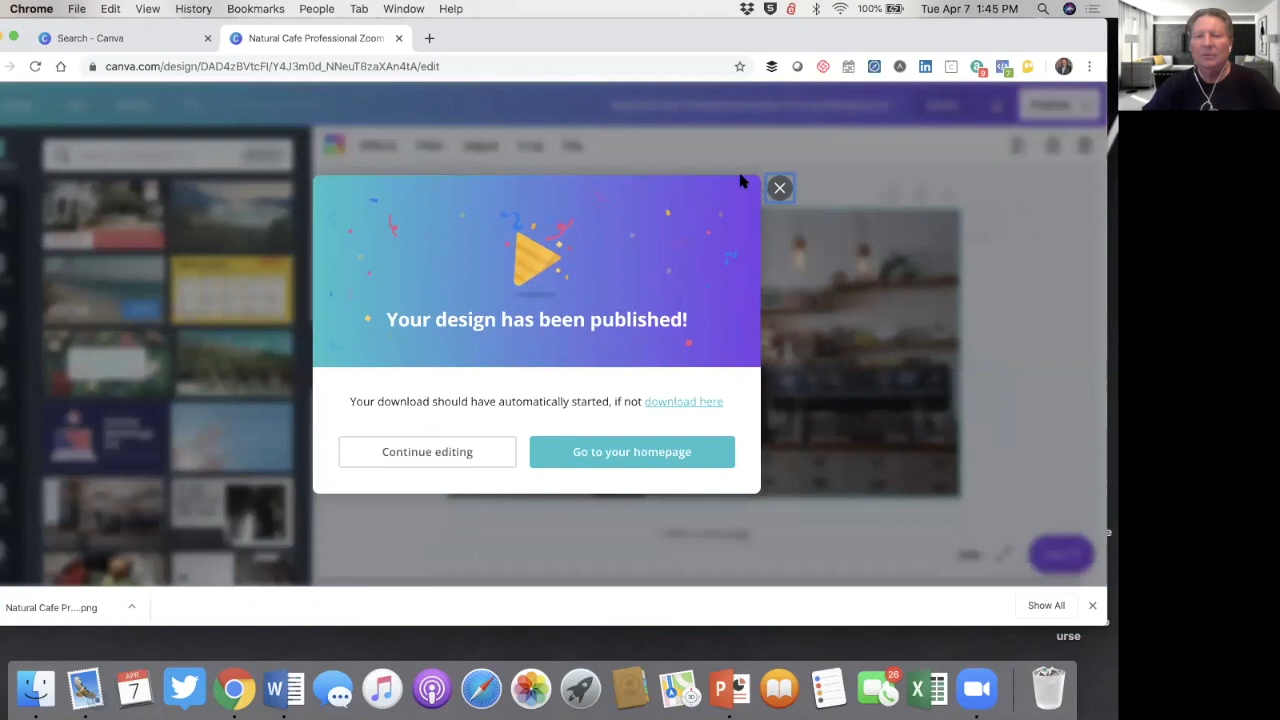 Chrome File Edit View History Bookmarks People Tab Window Help 100% Tue Apr 7 1:45 PM
Search - Canva Natural Cafe Professional Zoom
canva.com/design/DAD4zBVtcFI/Y4J3m0d_NNeuT8zaXAn4tA/edit
Your design has been published!
Your download should have automatically started, if not download here
Continue editing Go to your homepage
Natural Cafe Pr....png Show All
urse
APR
7
26